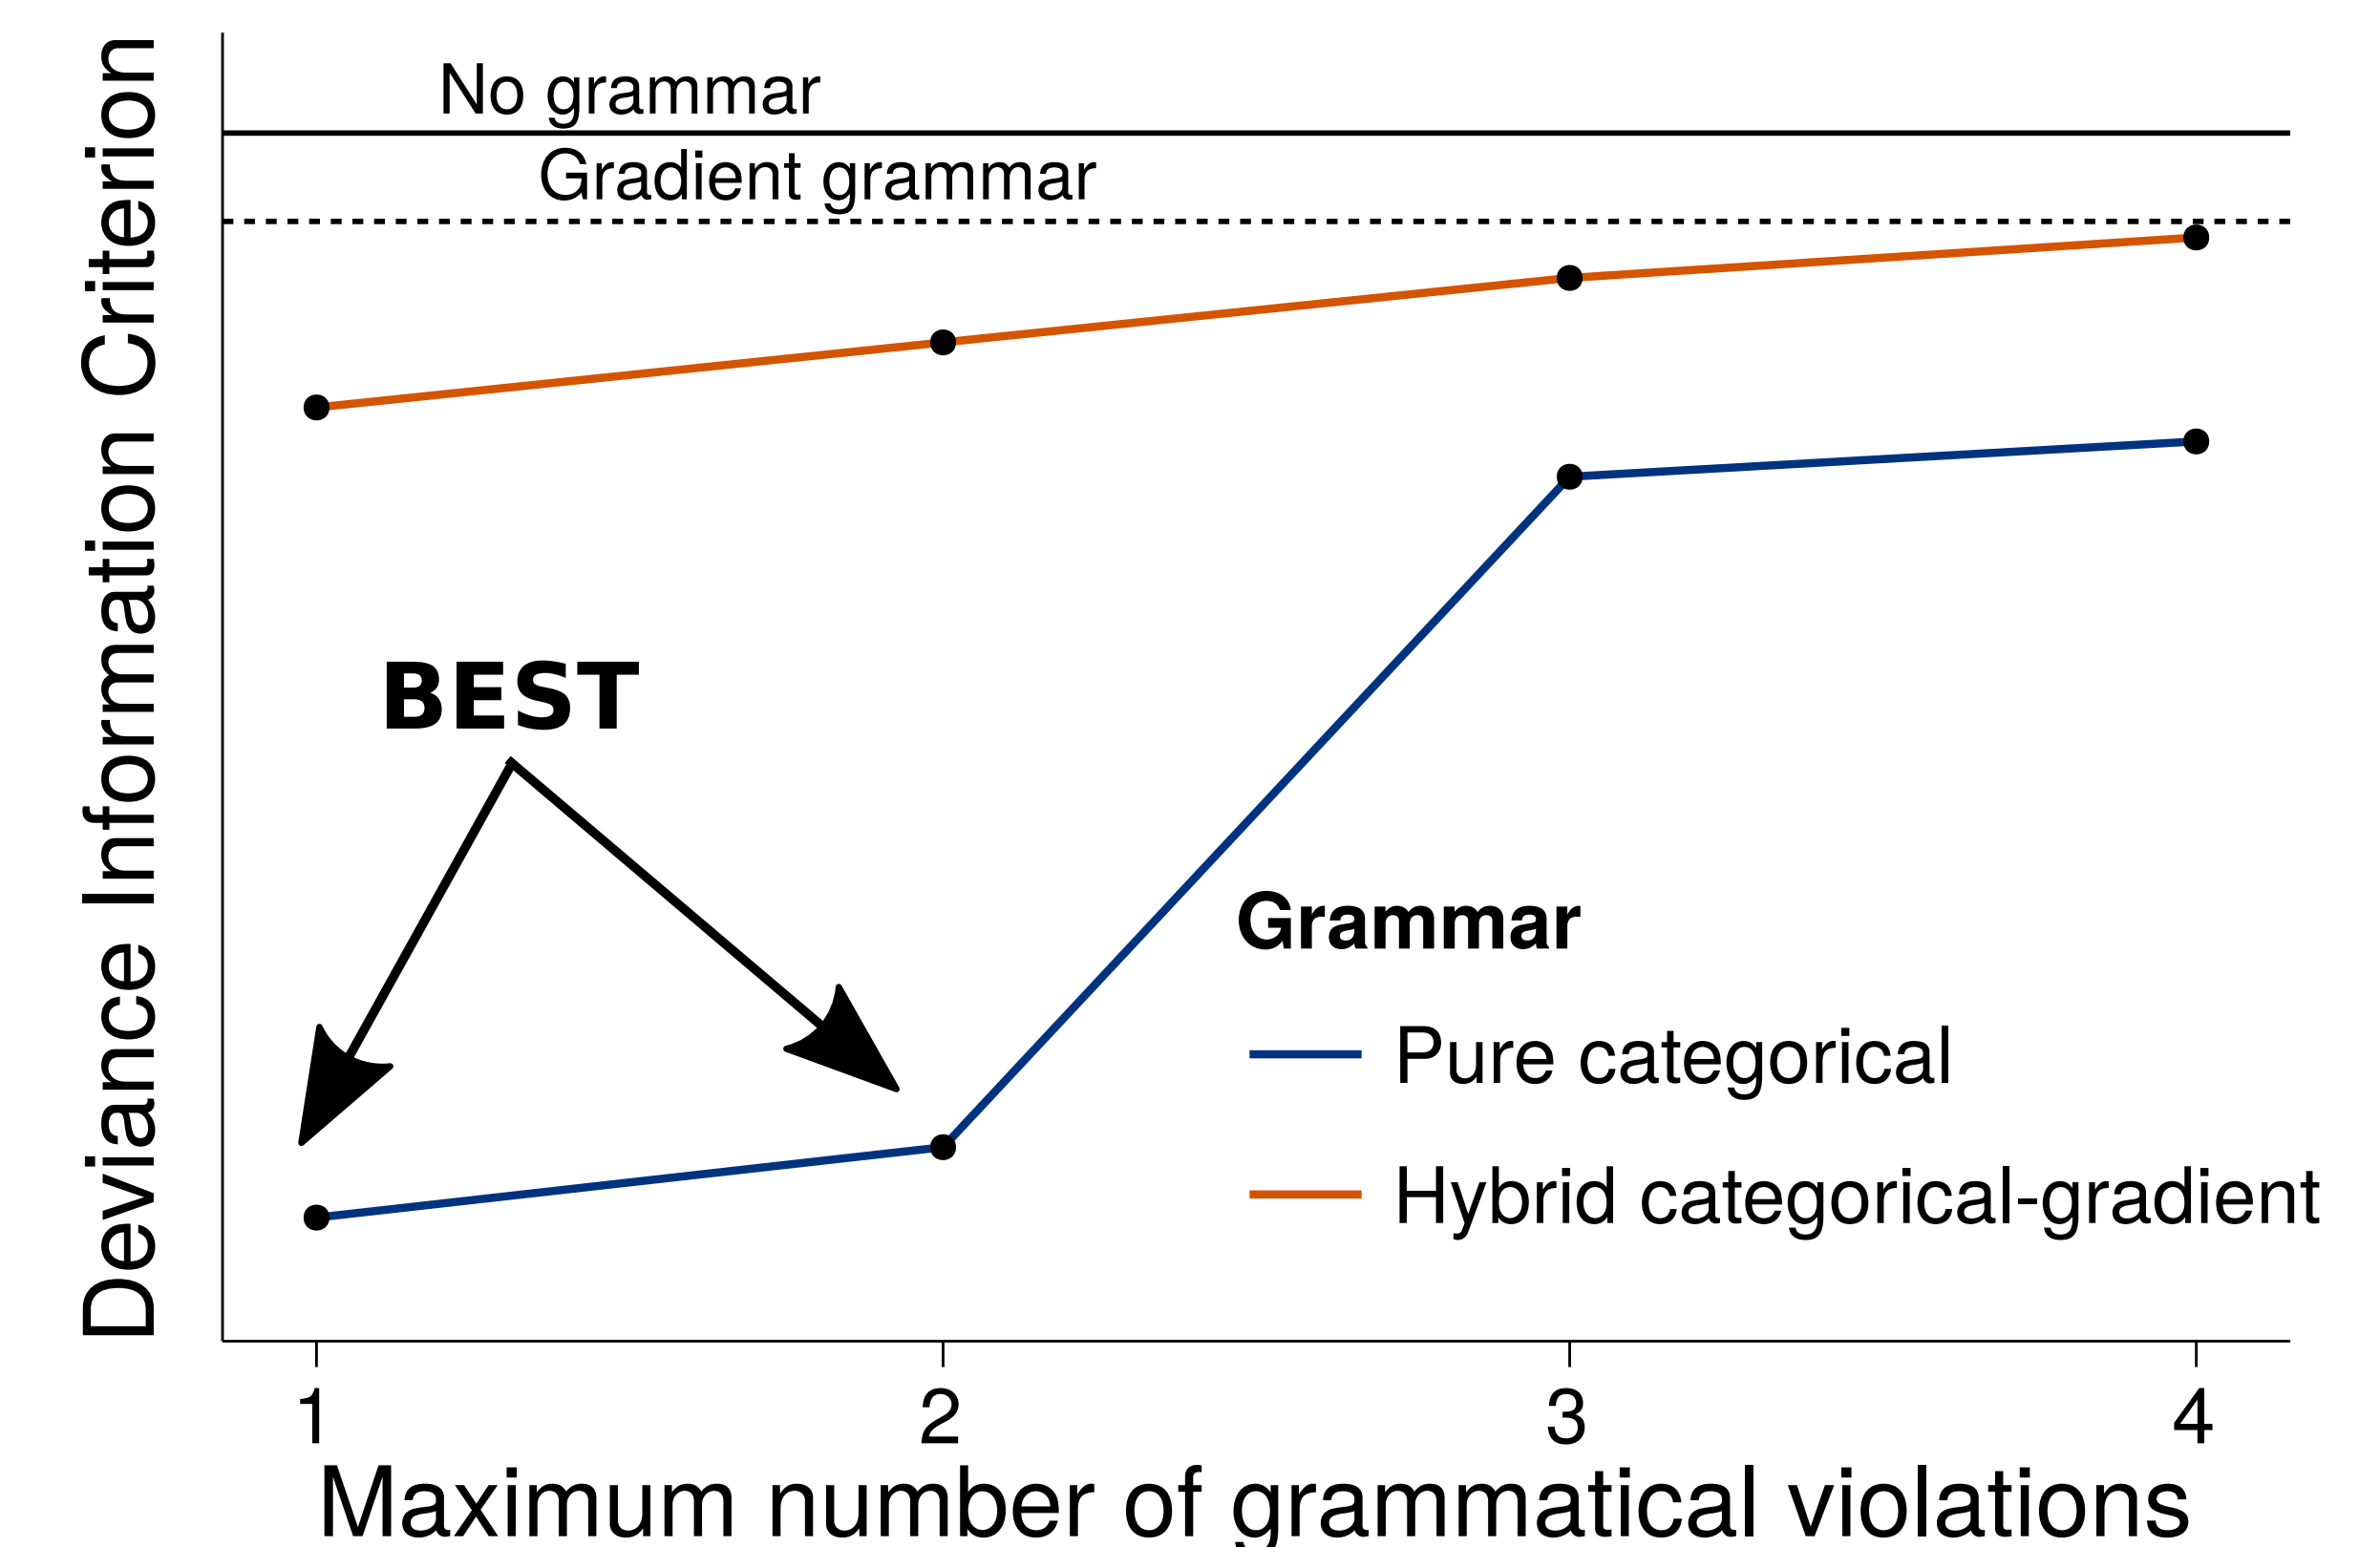 No grammar
Gradient grammar
Deviance Information Criterion
BEST
Grammar
Pure categorical
Hybrid categorical-gradient
1 2 3 4
Maximum number of grammatical violations